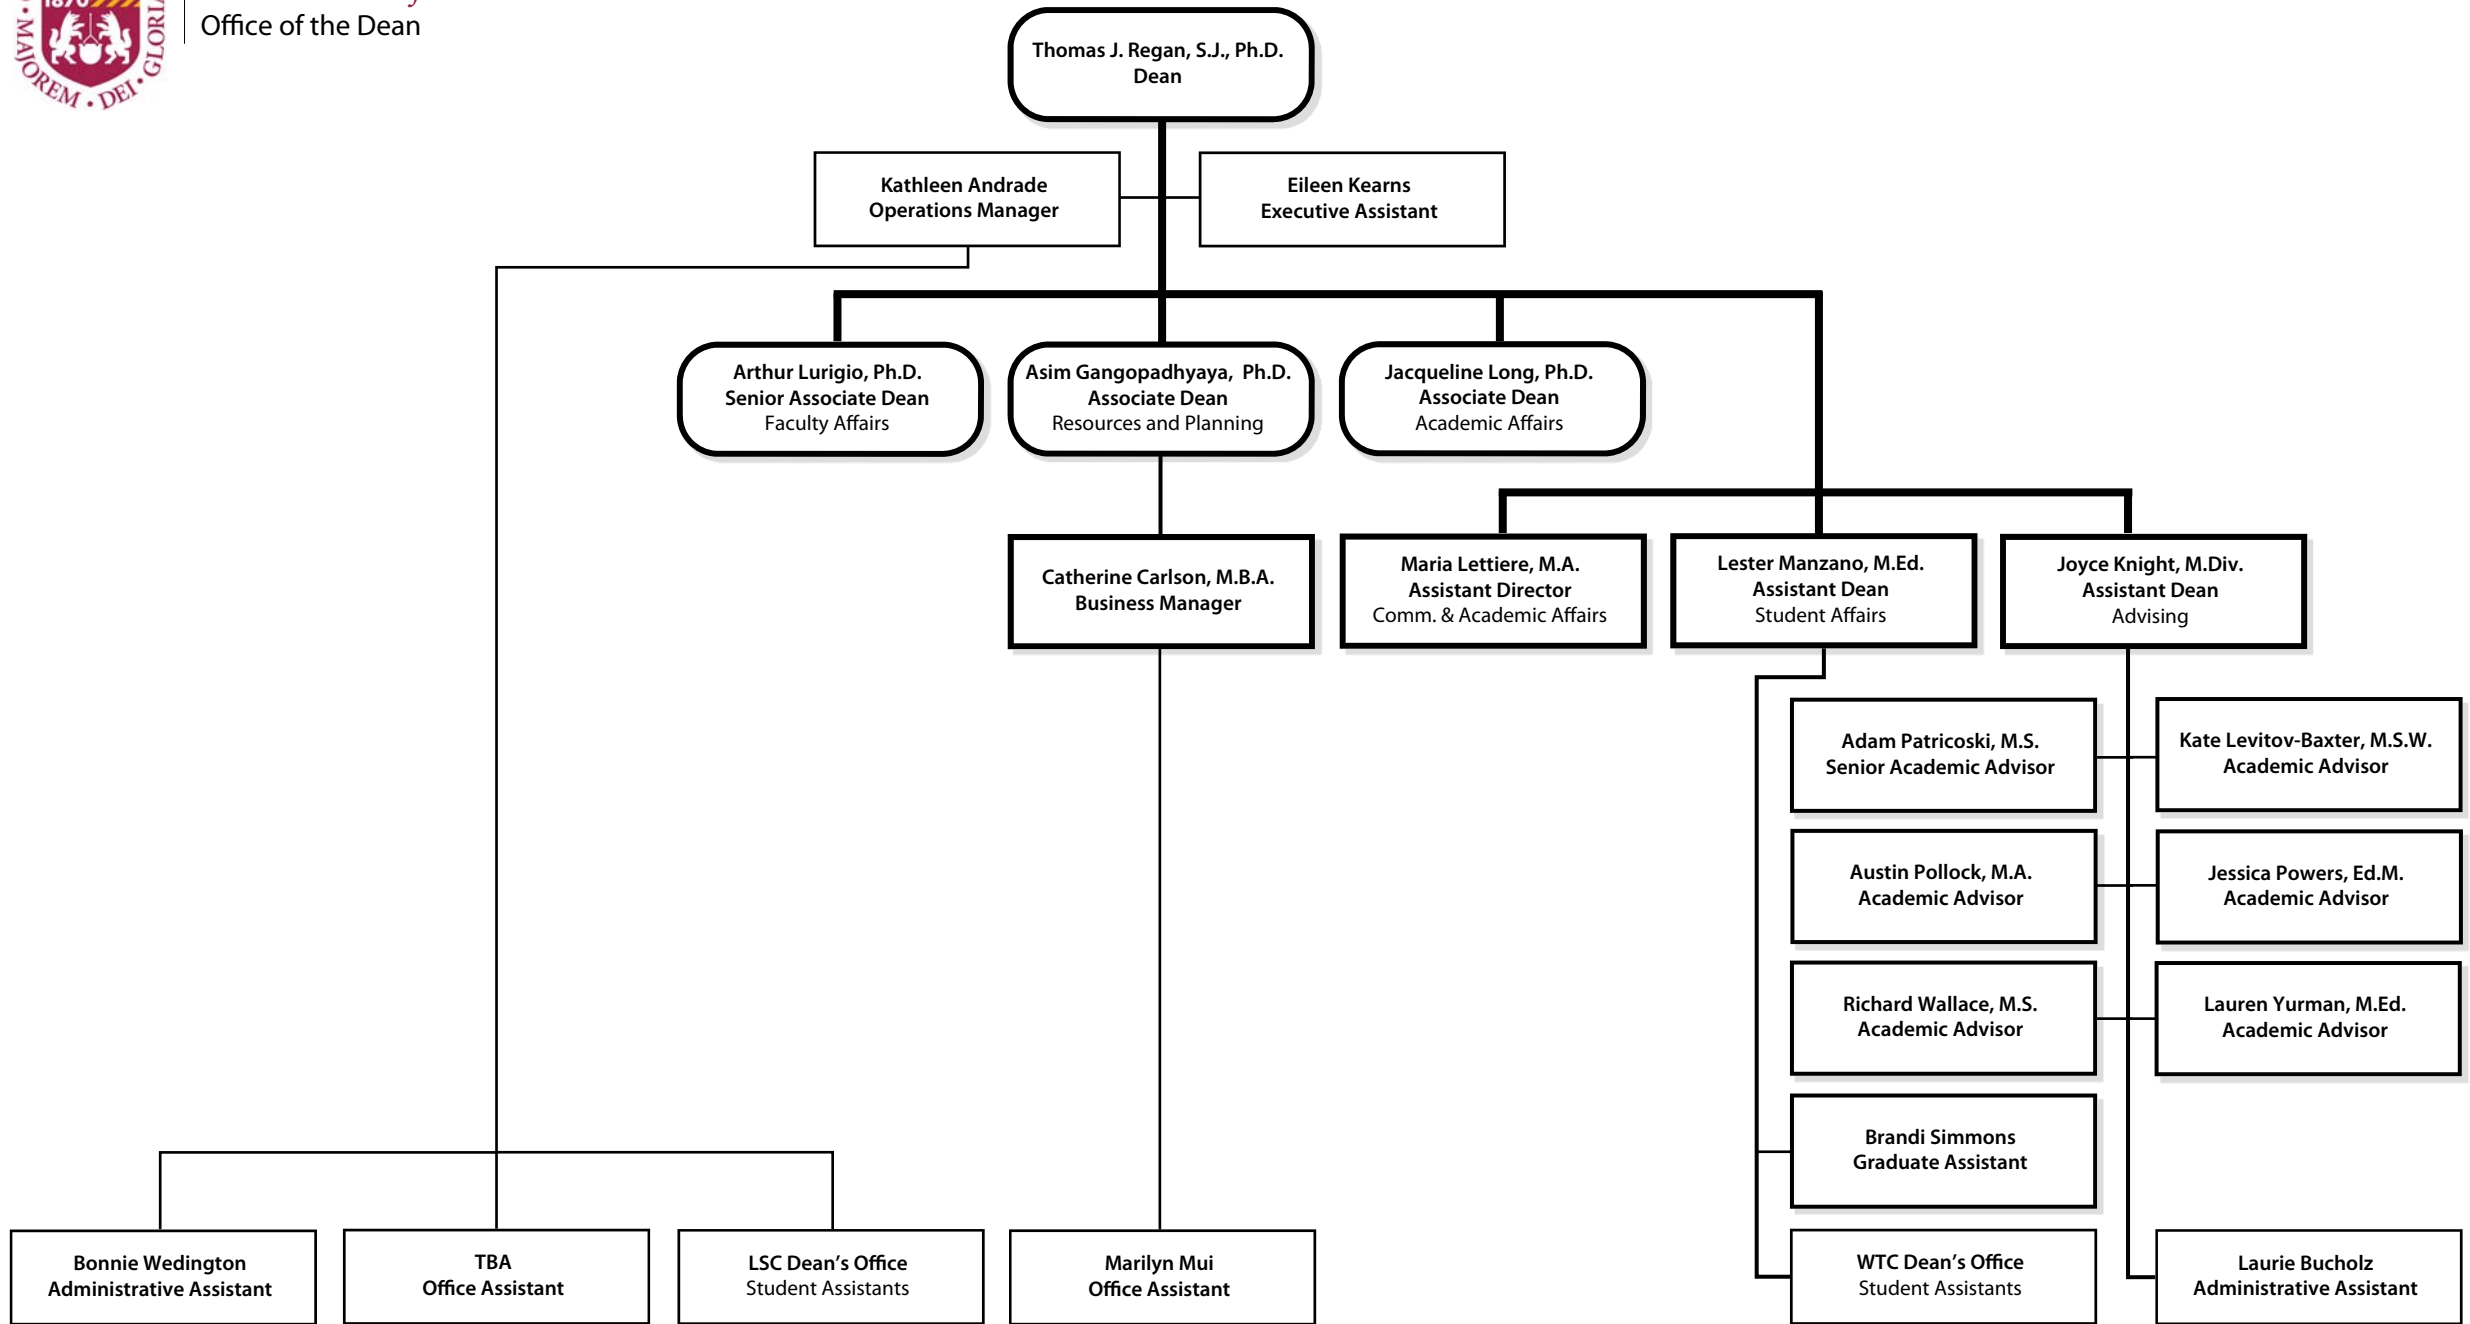 1870
MAJOREM • DEI • GLORIA
Office of the Dean
Thomas J. Regan, S.J., Ph.D.
Dean
Kathleen Andrade
Operations Manager
Eileen Kearns
Executive Assistant
Arthur Lurigio, Ph.D.
Senior Associate Dean
Faculty Affairs
Asim Gangopadhyaya, Ph.D.
Associate Dean
Resources and Planning
Jacqueline Long, Ph.D.
Associate Dean
Academic Affairs
Catherine Carlson, M.B.A.
Business Manager
Maria Lettiere, M.A.
Assistant Director
Comm. & Academic Affairs
Lester Manzano, M.Ed.
Assistant Dean
Student Affairs
Joyce Knight, M.Div.
Assistant Dean
Advising
Adam Patricoski, M.S.
Senior Academic Advisor
Kate Levitov-Baxter, M.S.W.
Academic Advisor
Austin Pollock, M.A.
Academic Advisor
Jessica Powers, Ed.M.
Academic Advisor
Richard Wallace, M.S.
Academic Advisor
Lauren Yurman, M.Ed.
Academic Advisor
Brandi Simmons
Graduate Assistant
Bonnie Wedington
Administrative Assistant
TBA
Office Assistant
LSC Dean’s Office
Student Assistants
Marilyn Mui
Office Assistant
WTC Dean’s Office
Student Assistants
Laurie Bucholz
Administrative Assistant